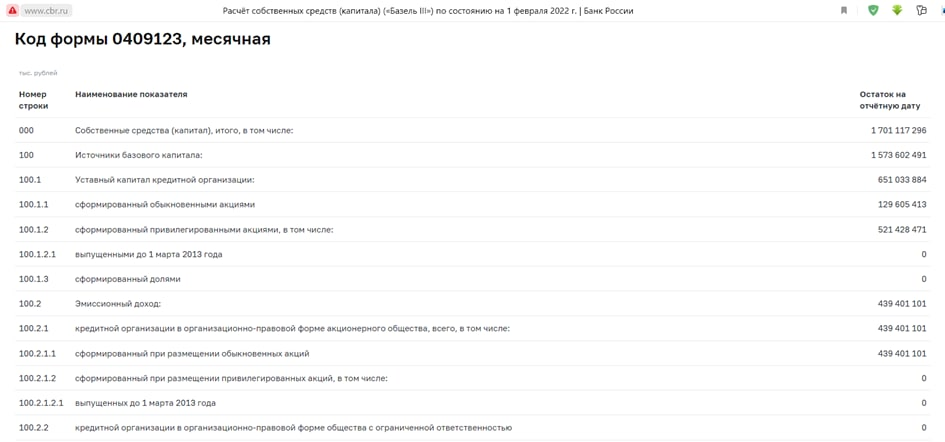 www.cbr.ru Расчёт собственных средств (капитала) («Базель III») по состоянию на 1 февраля 2022 г. | Банк России
Код формы 0409123, месячная
тыс. рублей
Номер строки Наименование показателя Остаток на отчётную дату
000 Собственные средства (капитал), итого, в том числе: 1 701 117 296
100 Источники базового капитала: 1 573 602 491
100.1 Уставный капитал кредитной организации: 651 033 884
100.1.1 сформированный обыкновенными акциями 129 605 413
100.1.2 сформированный привилегированными акциями, в том числе: 521 428 471
100.1.2.1 выпущенными до 1 марта 2013 года 0
100.1.3 сформированный долями 0
100.2 Эмиссионный доход: 439 401 101
100.2.1 кредитной организации в организационно-правовой форме акционерного общества, всего, в том числе: 439 401 101
100.2.1.1 сформированный при размещении обыкновенных акций 439 401 101
100.2.1.2 сформированный при размещении привилегированных акций, в том числе: 0
100.2.1.2.1 выпущенных до 1 марта 2013 года 0
100.2.2 кредитной организации в организационно-правовой форме общества с ограниченной ответственностью 0